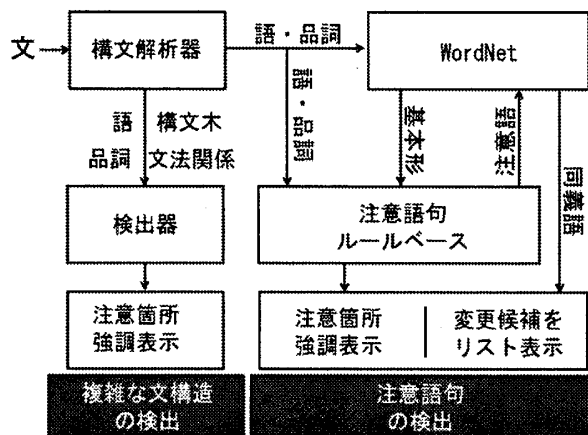 文
構文解析器
語・品詞
WordNet
語・品詞
語 構文木
品詞 文法関係
基本形
注意語
同義語
検出器
注意語句
ルールベース
注意箇所
強調表示
注意箇所
強調表示
変更候補を
リスト表示
複雑な文構造
の検出
注意語句
の検出